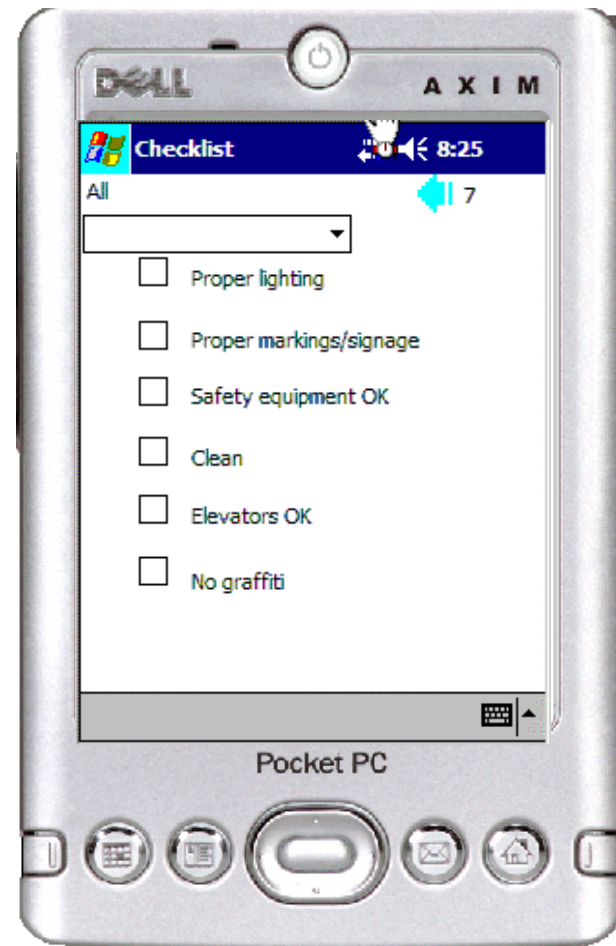 DELL
AXIM
Checklist 8:25
All 7
Proper lighting
Proper markings/signage
Safety equipment OK
Clean
Elevators OK
No graffiti
Pocket PC